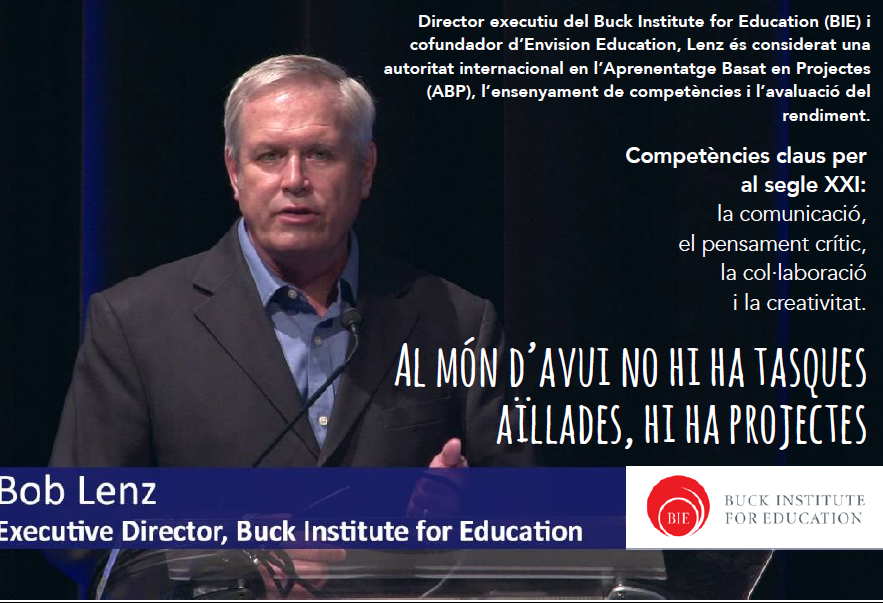 Director executiu del Buck Institute for Education (BIE) i
cofundador d’Envision Education, Lenz és considerat una
autoritat internacional en l’Aprenentatge Basat en Projectes
(ABP), l’ensenyament de competències i l’avaluació del
rendiment.
Competències claus per
al segle XXI:
la comunicació,
el pensament crític,
la col·laboració
i la creativitat.
AL MÓN D’AVUI NO HI HA TASQUES
AÏLLADES, HI HA PROJECTES
Bob Lenz
Executive Director, Buck Institute for Education
BIE
BUCK INSTITUTE
FOR EDUCATION